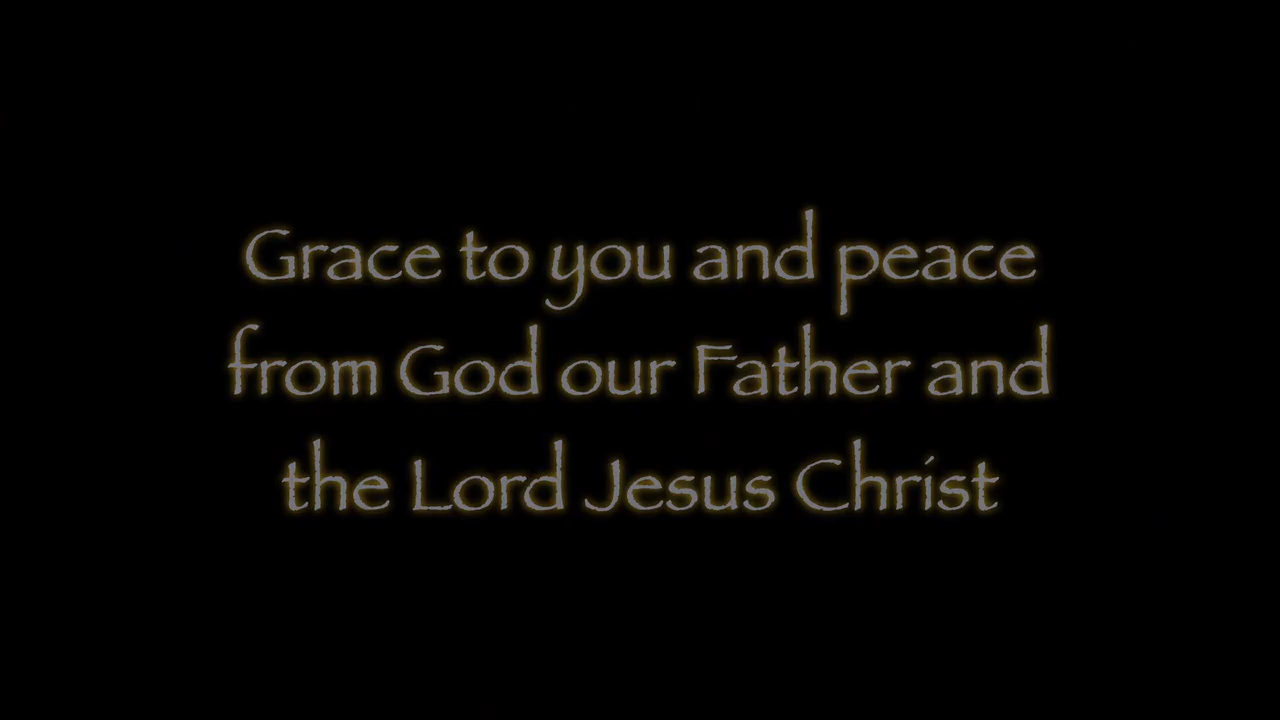 Grace to you and peace
from God our Father and
the Lord Jesus Christ